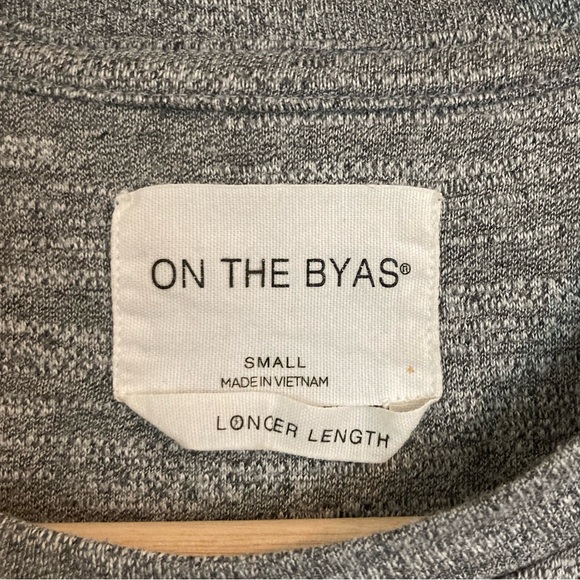 ON THE BYAS®
SMALL
MADE IN VIETNAM
LONGER LENGTH